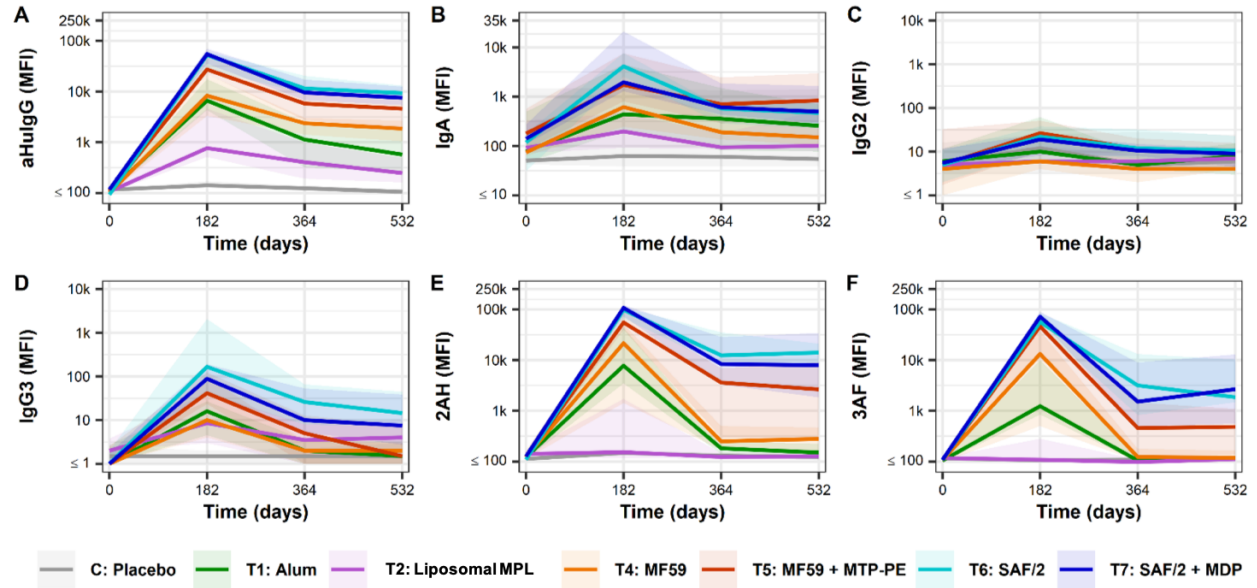 A
B
C
250k
100k
10k
1k
≤ 100
aHuIgG (MFI)
0
182
364
532
Time (days)
35k
10k
1k
100
≤ 10
IgA (MFI)
0
182
364
532
Time (days)
10k
1k
100
10
≤ 1
IgG2 (MFI)
0
182
364
532
Time (days)
D
E
F
10k
1k
100
10
≤ 1
IgG3 (MFI)
0
182
364
532
Time (days)
250k
100k
10k
1k
≤ 100
2AH (MFI)
0
182
364
532
Time (days)
250k
100k
10k
1k
≤ 100
3AF (MFI)
0
182
364
532
Time (days)
C: Placebo
T1: Alum
T2: Liposomal MPL
T4: MF59
T5: MF59 + MTP-PE
T6: SAF/2
T7: SAF/2 + MDP